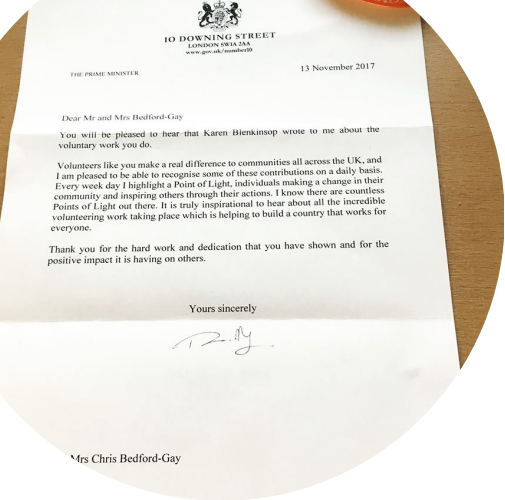 10 DOWNING STREET
LONDON SW1A 2AA
www.gov.uk/number10
THE PRIME MINISTER
13 November 2017
Dear Mr and Mrs Bedford-Gay
You will be pleased to hear that Karen Blenkinsop wrote to me about the
voluntary work you do.
Volunteers like you make a real difference to communities all across the UK, and
I am pleased to be able to recognise some of these contributions on a daily basis.
Every week day I highlight a Point of Light, individuals making a change in their
community and inspiring others through their actions. I know there are countless
Points of Light out there. It is truly inspirational to hear about all the incredible
volunteering work taking place which is helping to build a country that works for
everyone.
Thank you for the hard work and dedication that you have shown and for the
positive impact it is having on others.
Yours sincerely
Mrs Chris Bedford-Gay